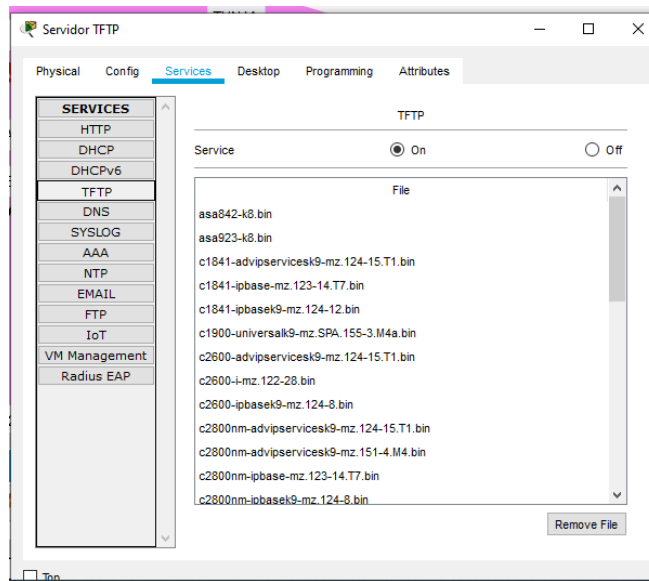 Servidor TFTP
Physical Config Services Desktop Programming Attributes
SERVICES
HTTP
DHCP
DHCPv6
TFTP
DNS
SYSLOG
AAA
NTP
EMAIL
FTP
IoT
VM Management
Radius EAP
TFTP
Service On Off
File
asa842-k8.bin
asa923-k8.bin
c1841-advipservicesk9-mz.124-15.T1.bin
c1841-ipbase-mz.123-14.T7.bin
c1841-ipbasek9-mz.124-12.bin
c1900-universalk9-mz.SPA.155-3.M4a.bin
c2600-advipservicesk9-mz.124-15.T1.bin
c2600-i-mz.122-28.bin
c2600-ipbasek9-mz.124-8.bin
c2800nm-advipservicesk9-mz.124-15.T1.bin
c2800nm-advipservicesk9-mz.151-4.M4.bin
c2800nm-ipbase-mz.123-14.T7.bin
c2800nm-ipbasek9-mz.124-8.bin
Remove File
Top